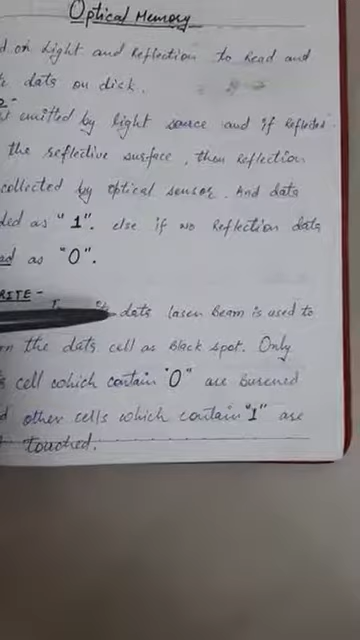 Optical Memory
d on Light and Reflection to Read and
data on disk.
emitted by light source and if Reflected
the reflective surface, then Reflection
collected by optical sensor. And data
ded as "1". else if no Reflection data
ad as "0".
RITE-
data laser Beam is used to
rn the data cell as Black spot. Only
cell which contain "0" are burened
d other cells which contain "1" are
touched.